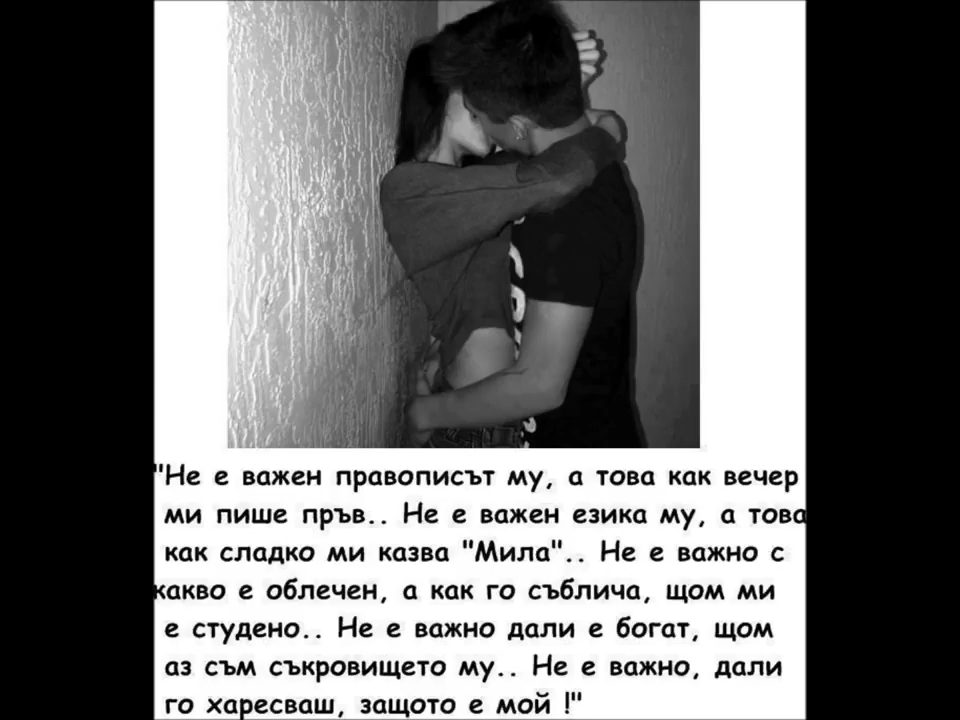 "Не е важен правописът му, а това как вечер
ми пише пръв.. Не е важен езика му, а това
как сладко ми казва "Мила".. Не е важно с
какво е облечен, а как го съблича, щом ми
е студено.. Не е важно дали е богат, щом
аз съм съкровището му.. Не е важно, дали
го харесваш, защото е мой !"